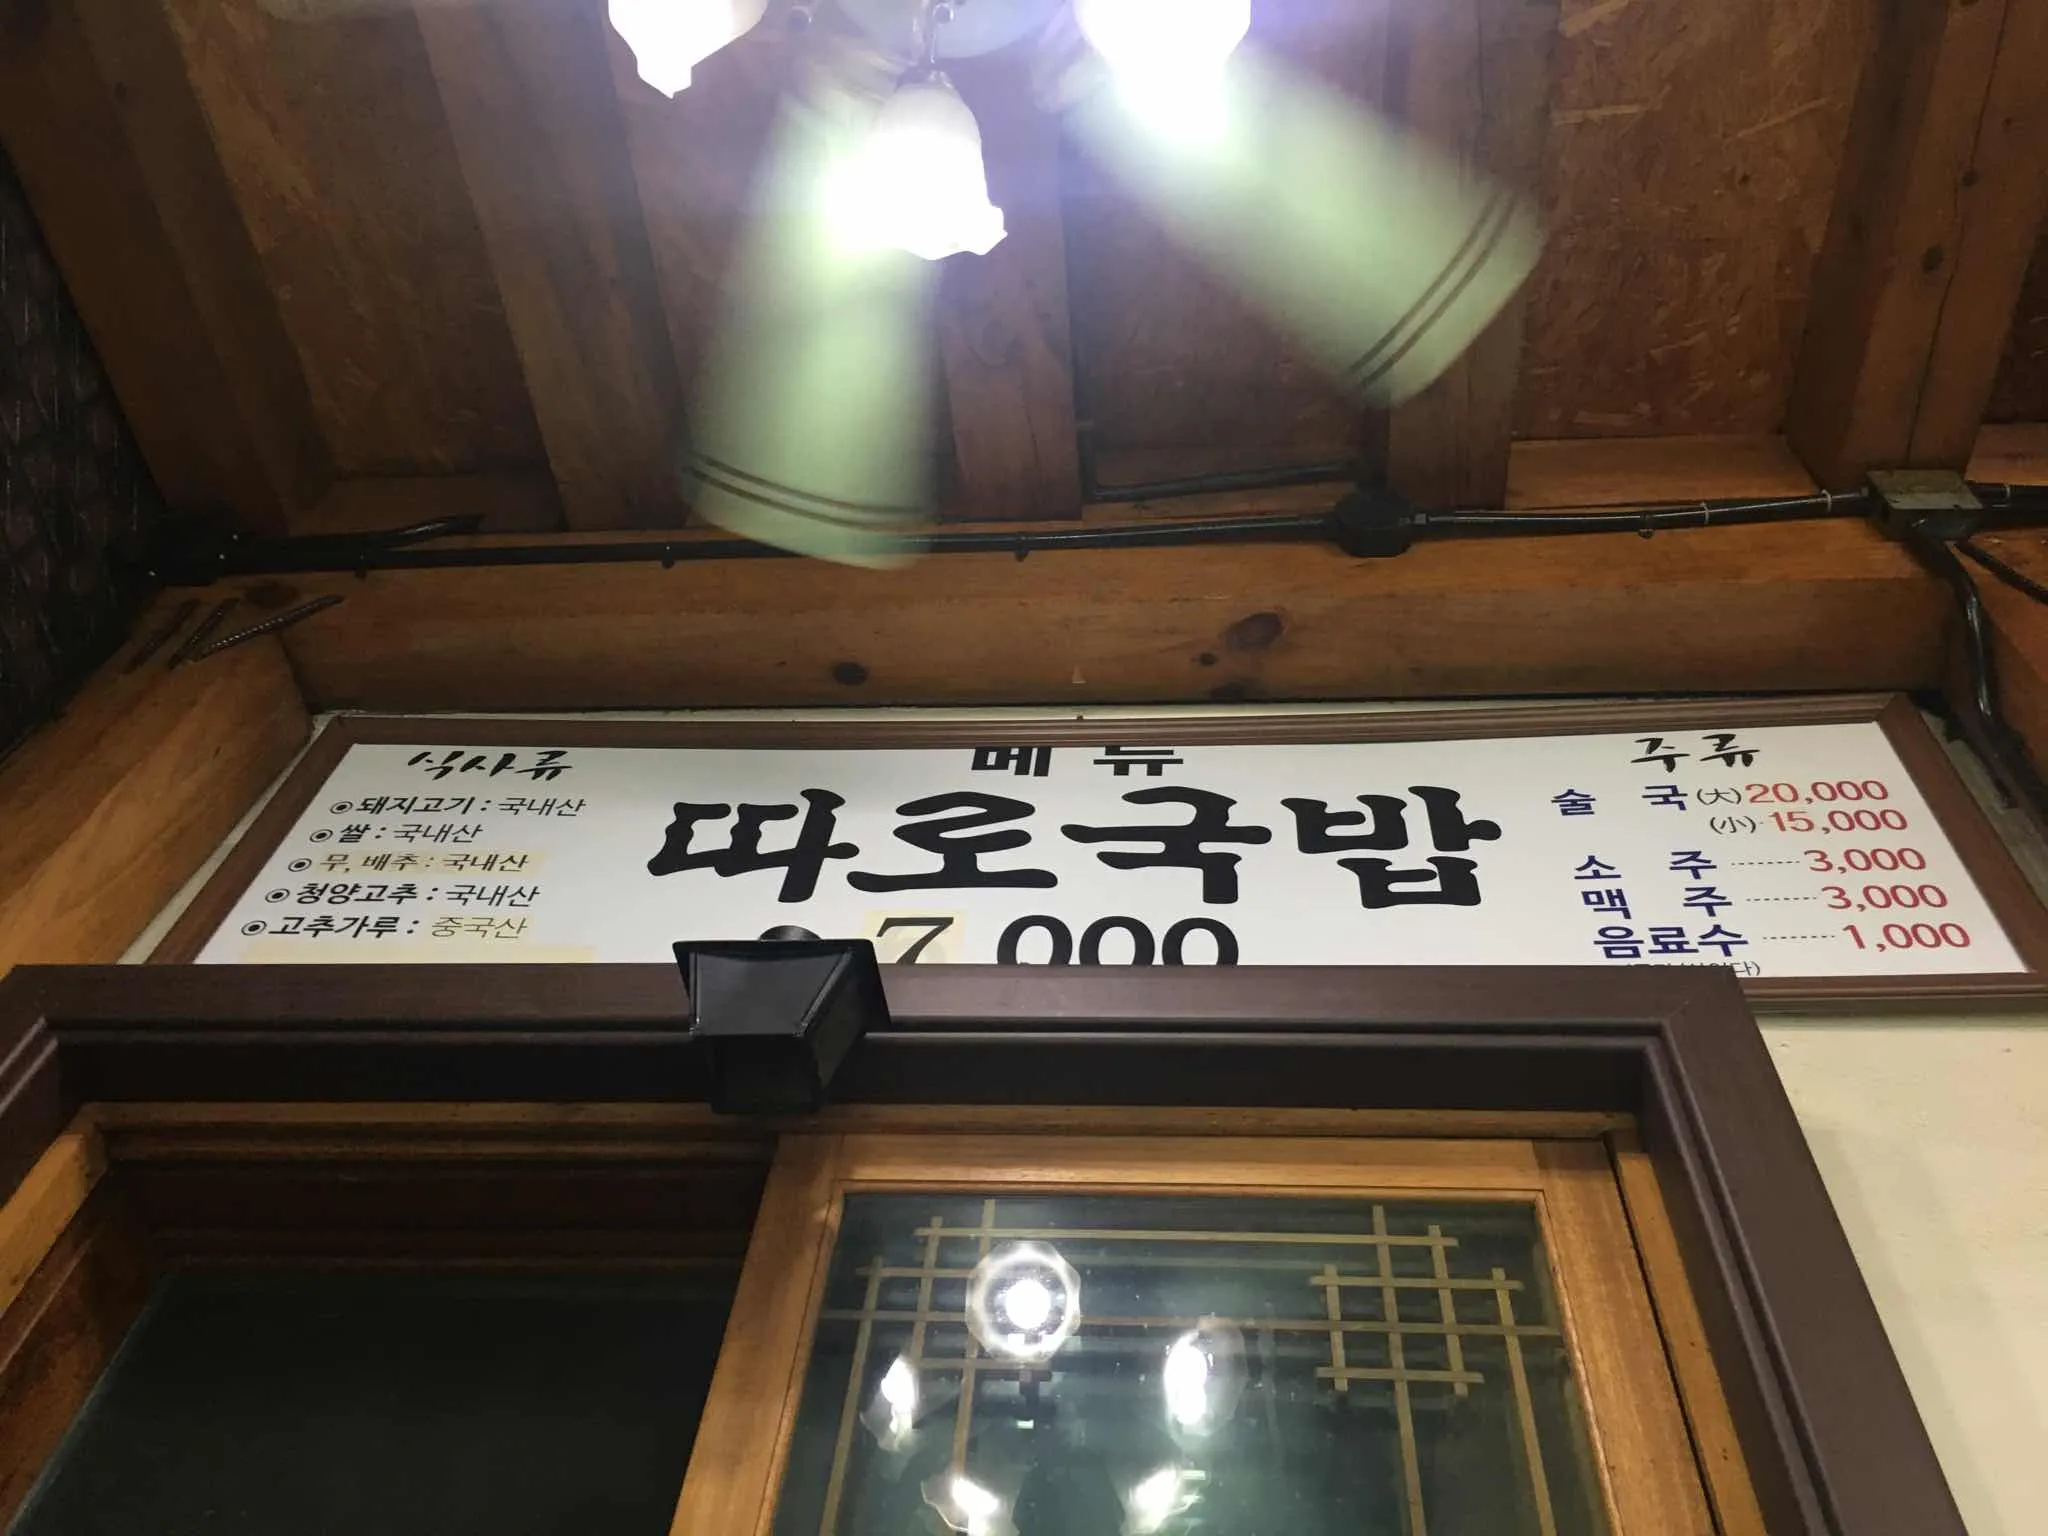 식사류
◉돼지고기 : 국내산
◉쌀 : 국내산
◉무, 배추 : 국내산
◉청양고추 : 국내산
◉고추가루 : 중국산
메뉴
따로국밥
7,000
주류
술 국 (大) 20,000
(小) 15,000
소 주 ------- 3,000
맥 주 ------- 3,000
음료수 ------- 1,000